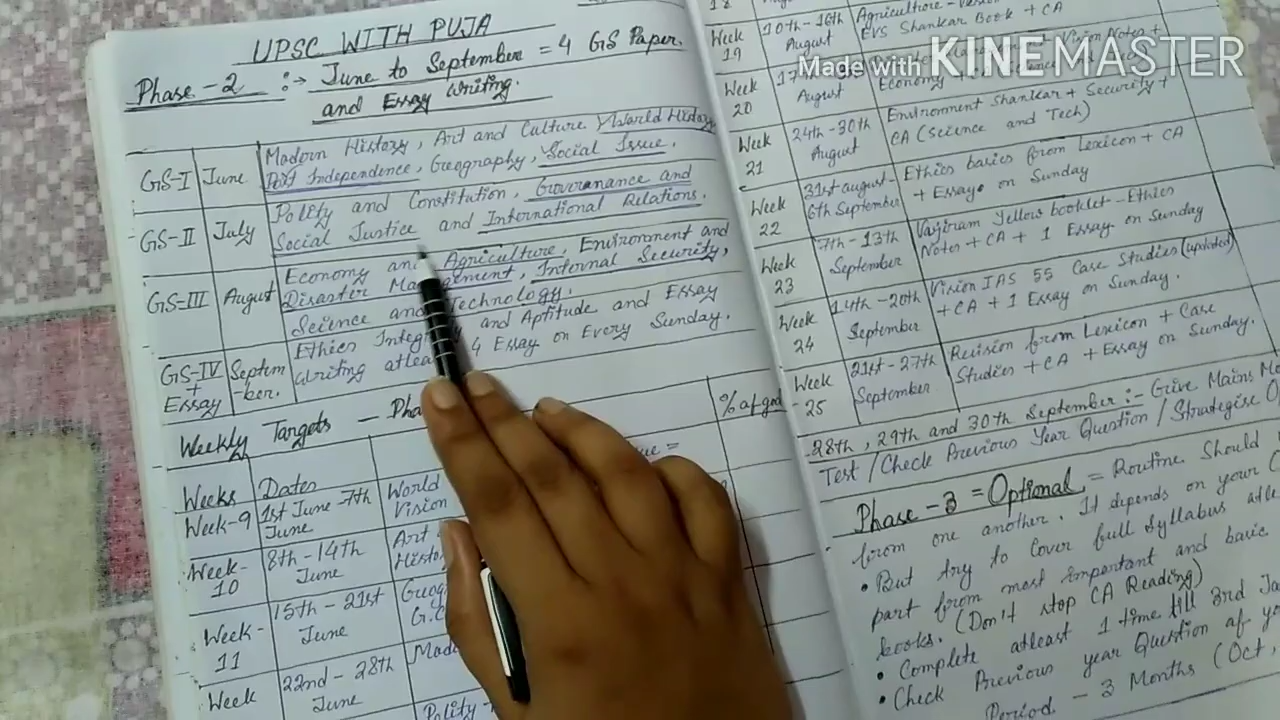 UPSC WITH PUJA
Phase-2 :→ June to September = 4 GS Paper.
and Essay Writing.
GS-I June Modern History, Art and Culture, World History
Post Independence, Geography, Social Issue.
GS-II July Polity and Constitution, Goveranance and
Social Justice and International Relations.
GS-III August Economy and Agriculture, Environment and
Disaster Management, Internal Security,
Science and Technology.
GS-IV + Essay Septem-ber. Ethics and Aptitude and Essay
Writing 4 Essay on Every Sunday.
Weekly Targets —
% of
Weeks Dates
Week-9 1st June-7th June World
Vision
Week-10 8th-14th June Art
Week-11 15th-21st June
Week 22nd-28th June
Polity
18
Week 19 10th-16th August Agriculture
EVS Shankar Book + CA
Week 20 August Vision Notes +
Economy
Week 21 24th-30th August Environment Shankar + Security +
CA (Science and Tech)
Week 22 31st august-6th September Ethics basics from Lexicon + CA
+ Essay on Sunday
Week 23 7th-13th September Vajiram Yellow booklet-Ethics
Notes + CA + 1 Essay on Sunday
Week 24 14th-20th September Vision IAS 55 Case Studies (updated)
+ CA + 1 Essay on Sunday.
Week 25 21st-27th September Revision from Lexicon + Case
Studies + CA + Essay on Sunday.
28th, 29th and 30th September:- Give Mains
Test/Check Previous Year Question/Strategise
Phase-3 = Optional = Routine Should
from one another. It depends on your
• But try to Cover full Syllabus
part from most important and basic
books. (Don't stop CA Reading)
• Complete atleast 1 time till 3rd
• Check Previous year Question of
Period - 3 Months (Oct,
Made with KINEMASTER